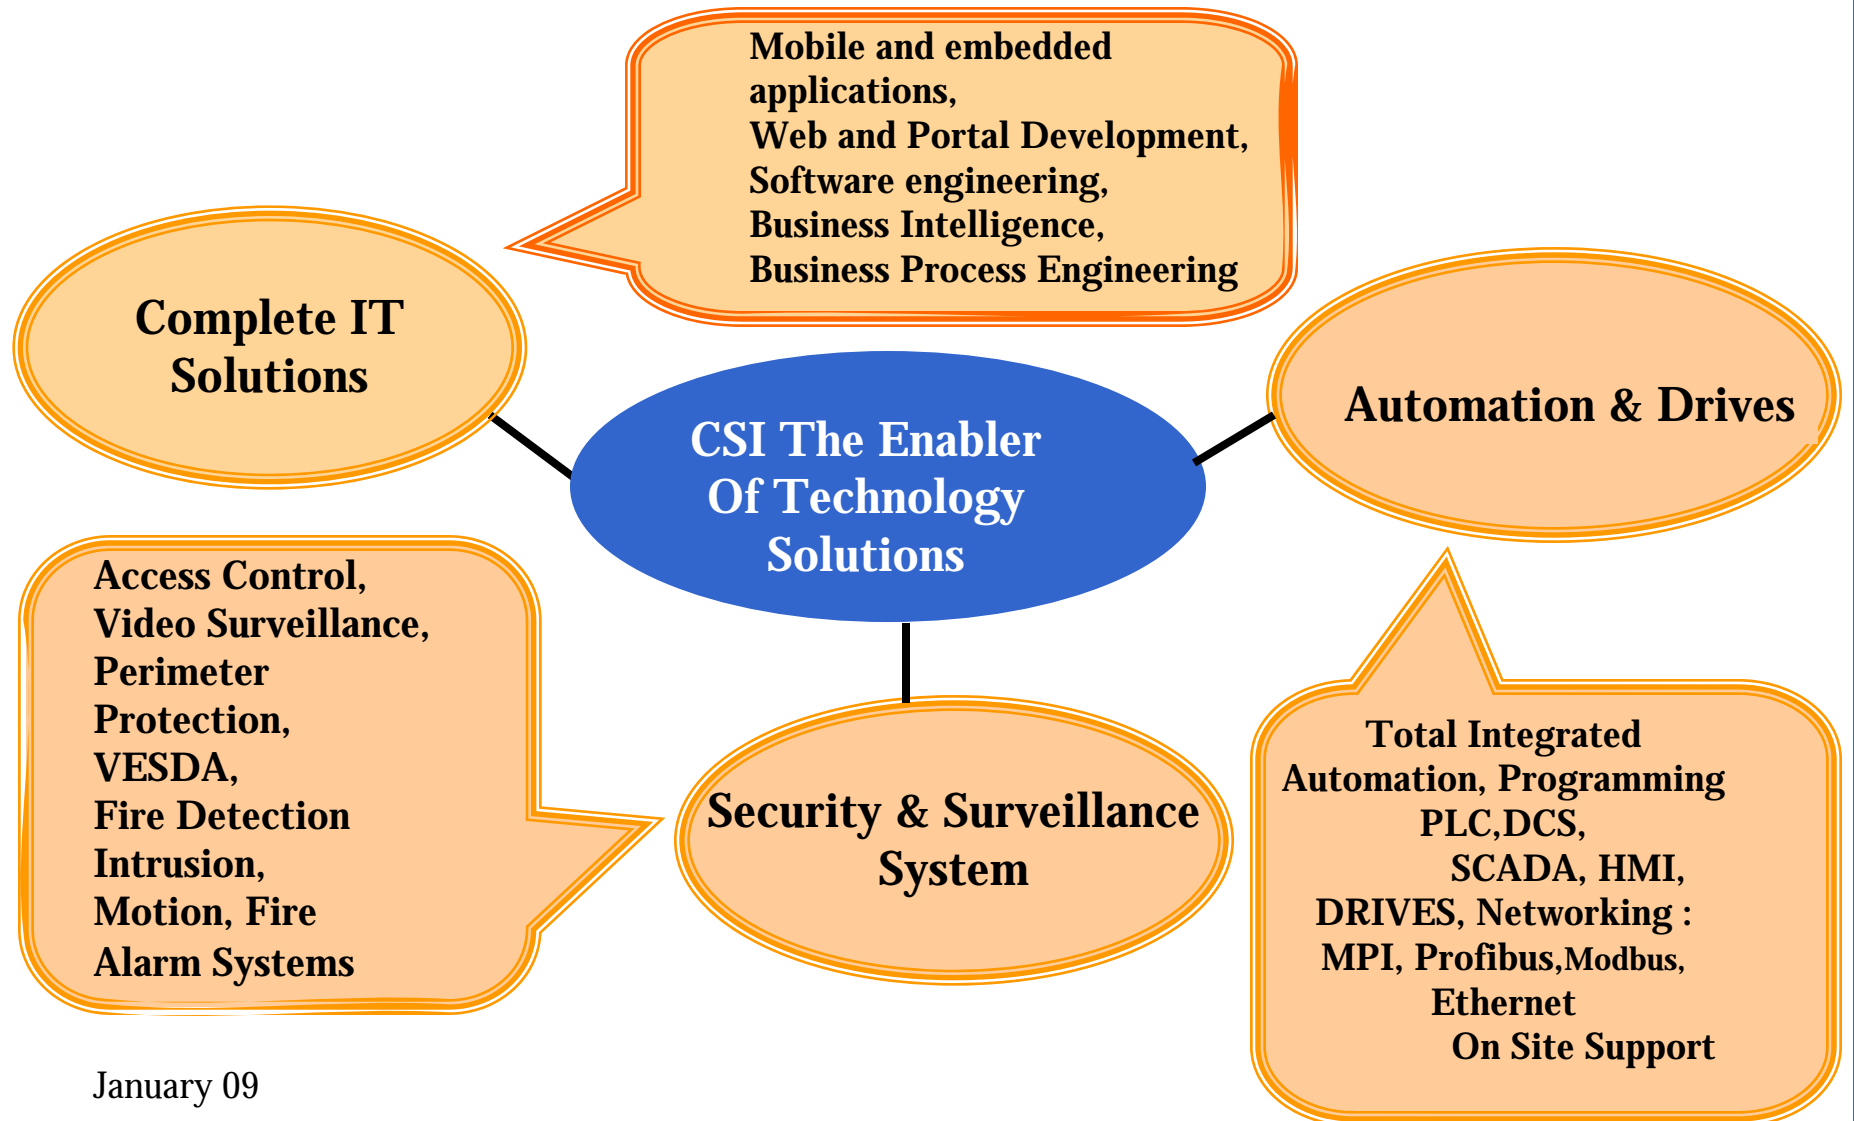 Mobile and embedded
applications,
Web and Portal Development,
Software engineering,
Business Intelligence,
Business Process Engineering
Complete IT
Solutions
Automation & Drives
CSI The Enabler
Of Technology
Solutions
Access Control,
Video Surveillance,
Perimeter
Protection,
VESDA,
Fire Detection
Intrusion,
Motion, Fire
Alarm Systems
Security & Surveillance
System
Total Integrated
Automation, Programming
PLC,DCS,
SCADA, HMI,
DRIVES, Networking :
MPI, Profibus,Modbus,
Ethernet
On Site Support
January 09